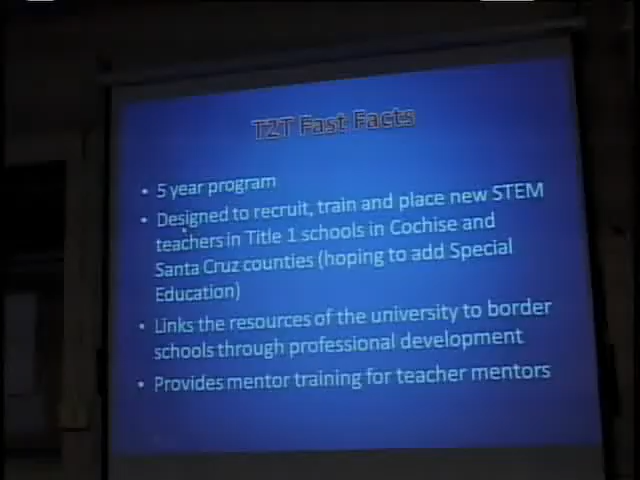 TZT Fast Facts
• 5 year program
• Designed to recruit, train and place new STEM
teachers in Title 1 schools in Cochise and
Santa Cruz counties (hoping to add Special
Education)
• Links the resources of the university to border
schools through professional development
• Provides mentor training for teacher mentors